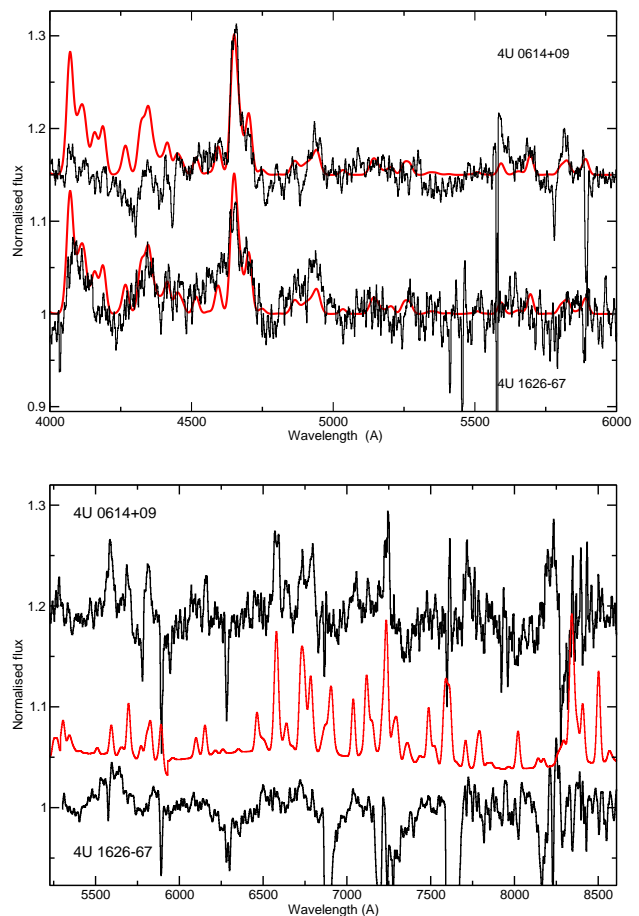 1.3
4U 0614+09
1.2
Normalised flux
1.1
1
4U 1626-67
0.9
4000 4500 5000 5500 6000
Wavelength (A)
1.3
4U 0614+09
1.2
Normalised flux
1.1
1
4U 1626-67
5500 6000 6500 7000 7500 8000 8500
Wavelength (A)